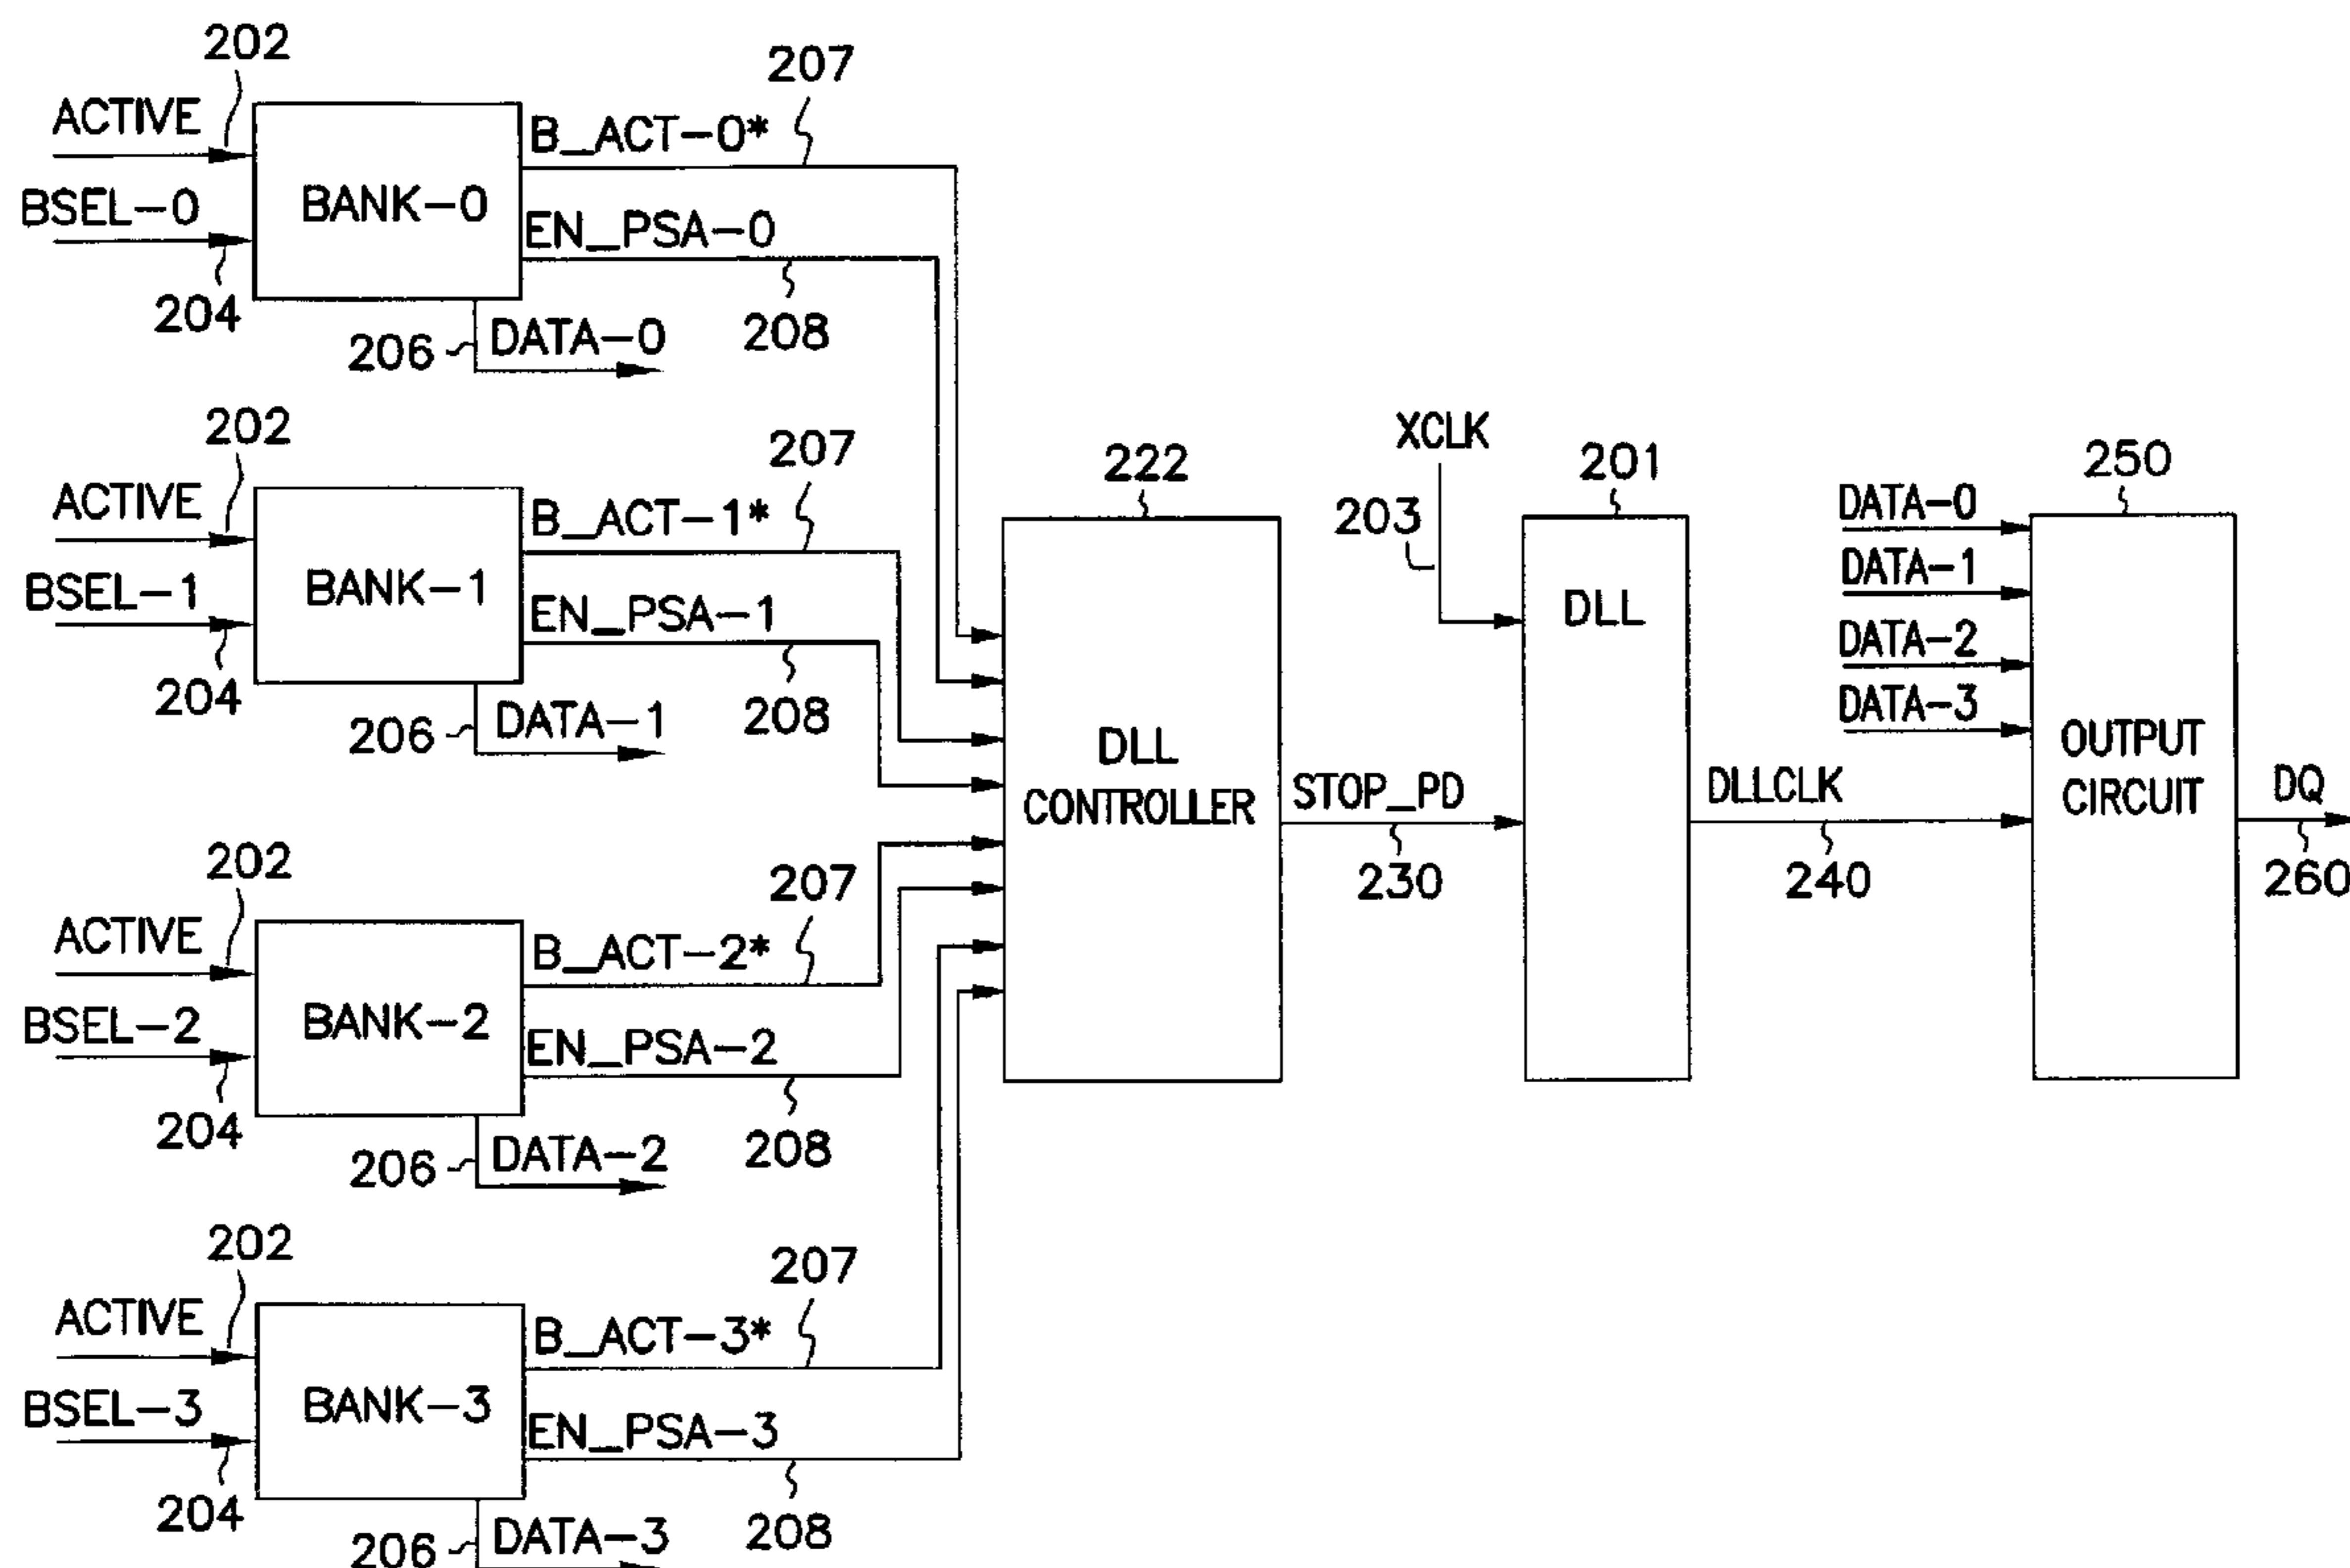 202
ACTIVE
BSEL-0
204
BANK-0
B_ACT-0*
207
EN_PSA-0
208
206
DATA-0
202
ACTIVE
BSEL-1
204
BANK-1
B_ACT-1*
207
EN_PSA-1
208
206
DATA-1
202
ACTIVE
BSEL-2
204
BANK-2
B_ACT-2*
207
EN_PSA-2
208
206
DATA-2
202
ACTIVE
BSEL-3
204
BANK-3
B_ACT-3*
207
EN_PSA-3
208
206
DATA-3
222
DLL
CONTROLLER
STOP_PD
230
XCLK
203
201
DLL
DLLCLK
240
DATA-0
DATA-1
DATA-2
DATA-3
250
OUTPUT
CIRCUIT
DQ
260